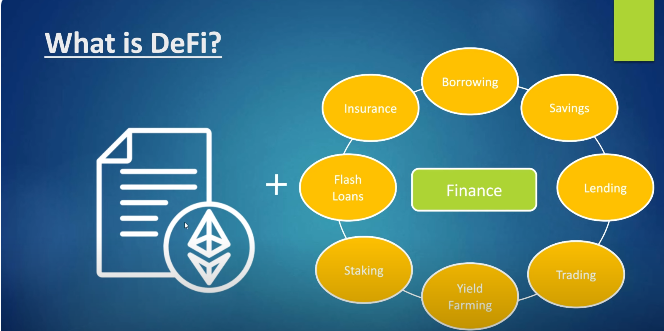 What is DeFi?
Borrowing
Insurance
Savings
+
Flash
Loans
Finance
Lending
Staking
Trading
Yield
Farming